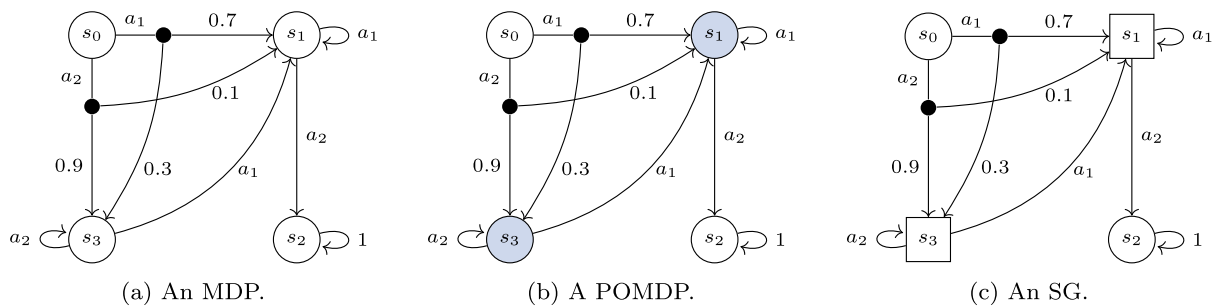 s0 a1 0.7 s1 a1
a2
0.1
a2
0.9 0.3 a1
a2 s3 s2 1
(a) An MDP.
s0 a1 0.7 s1 a1
a2
0.1
a2
0.9 0.3 a1
a2 s3 s2 1
(b) A POMDP.
s0 a1 0.7 s1 a1
a2
0.1
a2
0.9 0.3 a1
a2 s3 s2 1
(c) An SG.